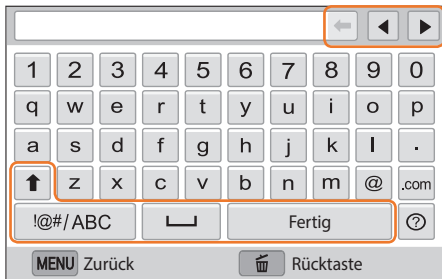 1 2 3 4 5 6 7 8 9 0
q w e r t y u i o p
a s d f g h j k l .
z x c v b n m @ .com
!@#/ABC Fertig ?
MENU Zurück Rücktaste